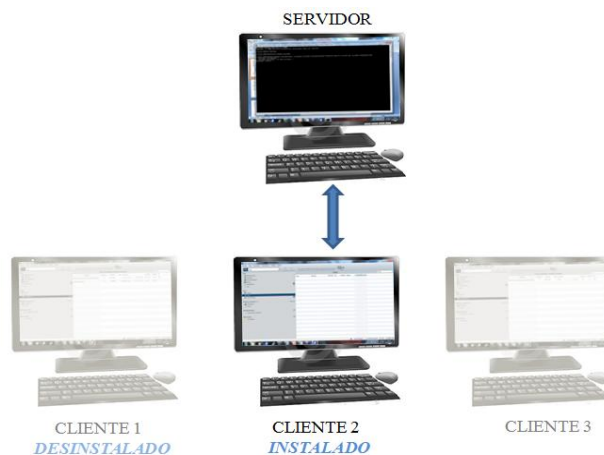 SERVIDOR
CLIENTE 1
DESINSTALADO
CLIENTE 2
INSTALADO
CLIENTE 3